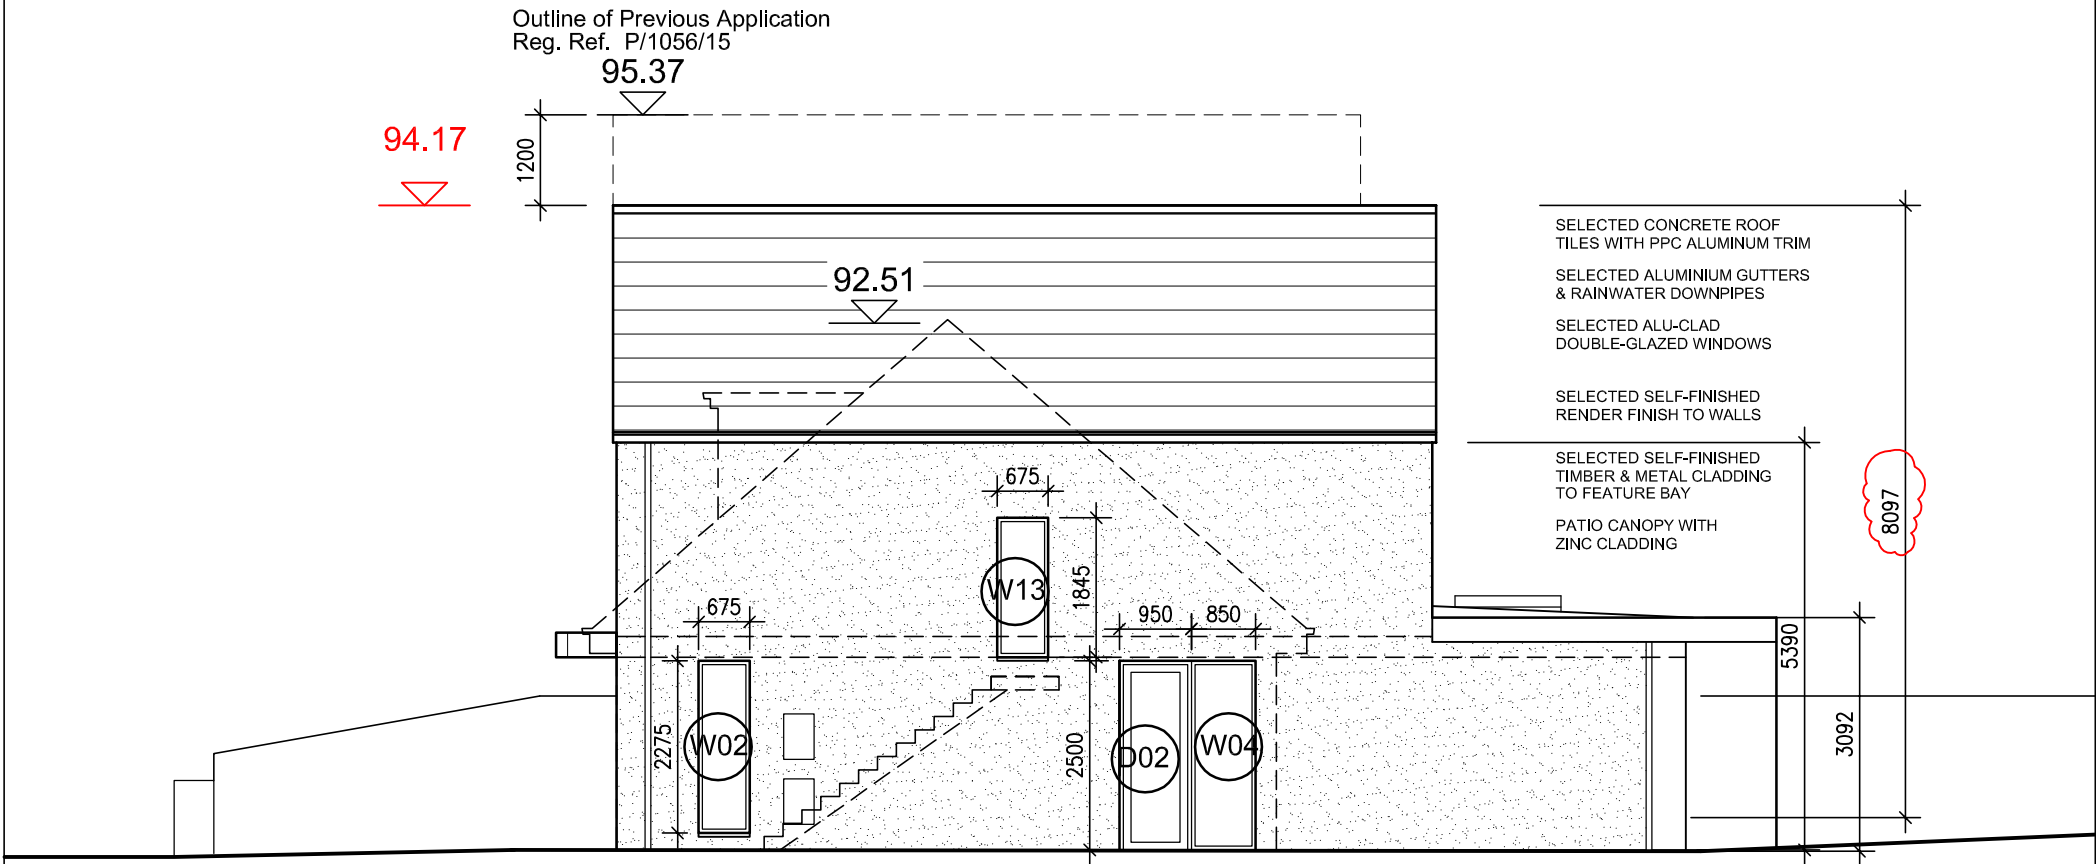 Outline of Previous Application
Reg. Ref. P/1056/15
95.37
94.17
1200
92.51
SELECTED CONCRETE ROOF
TILES WITH PPC ALUMINUM TRIM
SELECTED ALUMINIUM GUTTERS
& RAINWATER DOWNPIPES
SELECTED ALU-CLAD
DOUBLE-GLAZED WINDOWS
SELECTED SELF-FINISHED
RENDER FINISH TO WALLS
SELECTED SELF-FINISHED
TIMBER & METAL CLADDING
TO FEATURE BAY
PATIO CANOPY WITH
ZINC CLADDING
8097
675
W13
1845
675
950
850
5390
2275
W02
2500
D02
W04
3092